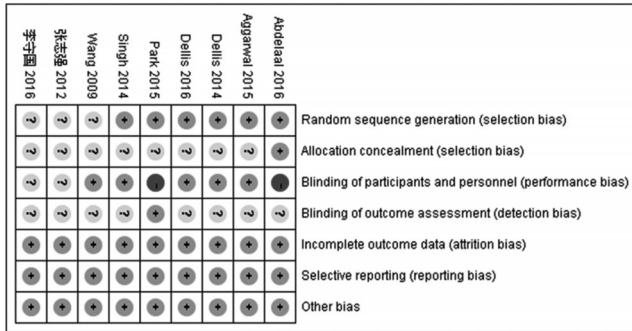 李守国 2016
张志强 2012
Wang 2009
Singh 2014
Park 2015
Dellis 2016
Dellis 2014
Aggarwal 2015
Abdelaal 2016
? ? ? + + + + + + Random sequence generation (selection bias)
? ? ? ? ? ? ? ? + Allocation concealment (selection bias)
? ? + + - + + + - Blinding of participants and personnel (performance bias)
? ? ? ? + ? ? ? ? Blinding of outcome assessment (detection bias)
+ + + + + + + + + Incomplete outcome data (attrition bias)
+ + + + + + + + + Selective reporting (reporting bias)
+ + + + + + + + + Other bias